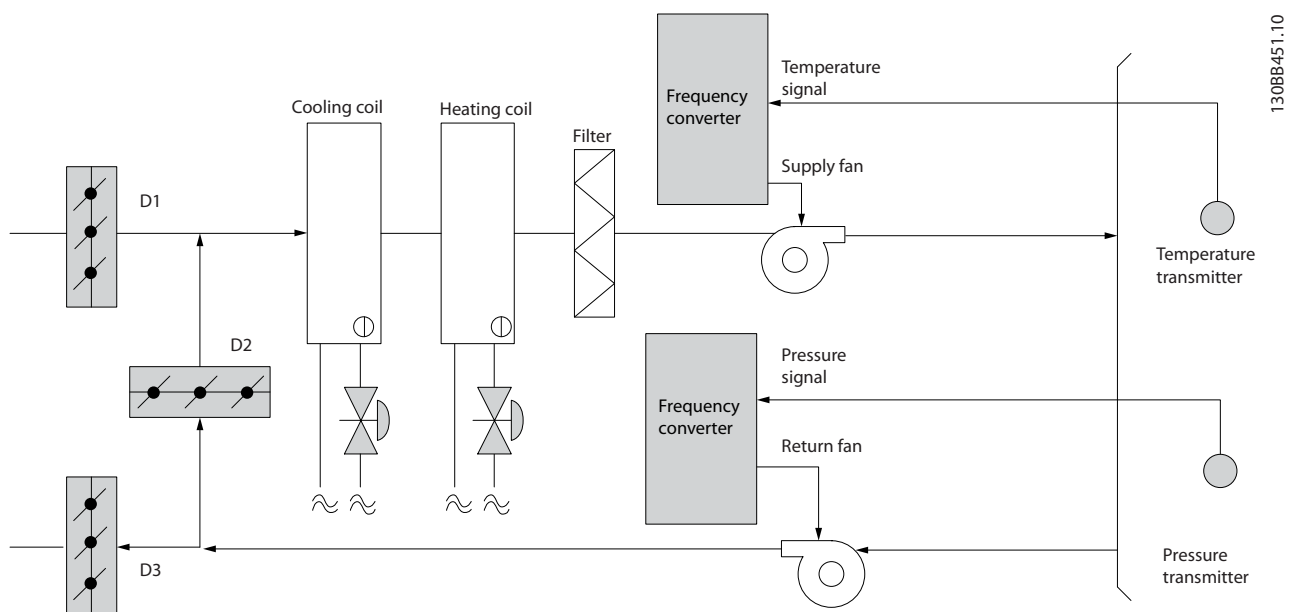 130BB451.10
Temperature
signal
Frequency
converter
Cooling coil
Heating coil
Filter
Supply fan
D1
Temperature
transmitter
D2
Pressure
signal
Frequency
converter
Return fan
D3
Pressure
transmitter